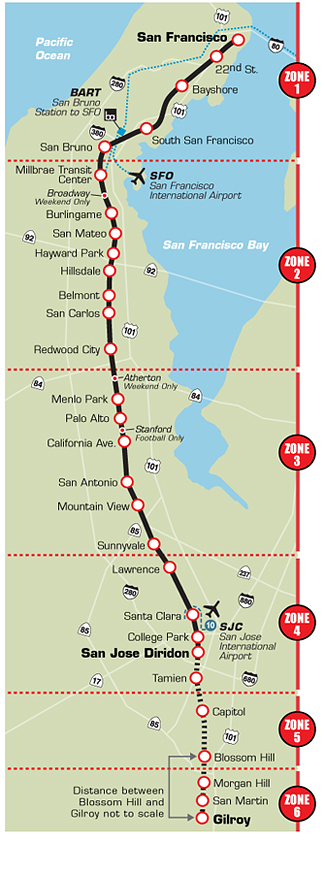 101
San Francisco
Pacific
Ocean
80
22nd St.
280
Bayshore
ZONE
1
BART
San Bruno
Station to SFO
101
380
South San Francisco
San Bruno
Millbrae Transit
Center
SFO
San Francisco
International Airport
Broadway
Weekend Only
Burlingame
92
San Mateo
San Francisco Bay
Hayward Park
ZONE
2
Hillsdale
92
Belmont
San Carlos
101
Redwood City
Atherton
Weekend Only
84
84
Menlo Park
Palo Alto
Stanford
Football Only
California Ave.
ZONE
3
101
San Antonio
Mountain View
85
Sunnyvale
Lawrence
237
280
880
Santa Clara
10
SJC
San Jose
International
Airport
ZONE
4
85
College Park
San Jose Diridon
Tamien
17
680
Capitol
85
101
ZONE
5
Blossom Hill
Morgan Hill
Distance between
Blossom Hill and
Gilroy not to scale
San Martin
Gilroy
ZONE
6